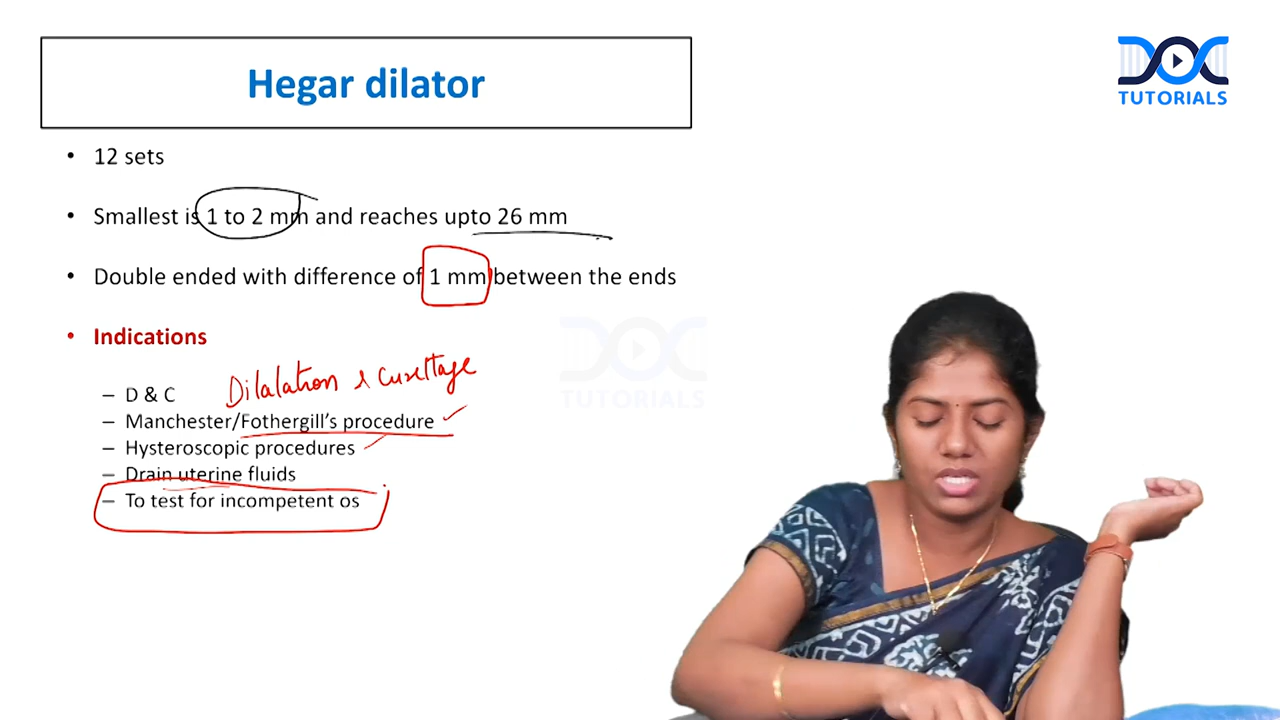 Hegar dilator
DOC
TUTORIALS
• 12 sets
• Smallest is 1 to 2 mm and reaches upto 26 mm
• Double ended with difference of 1 mm between the ends
• Indications
– D & C Dilalation & Curettage
– Manchester/Fothergill's procedure
– Hysteroscopic procedures
– Drain uterine fluids
– To test for incompetent os
DOC
TUTORIALS